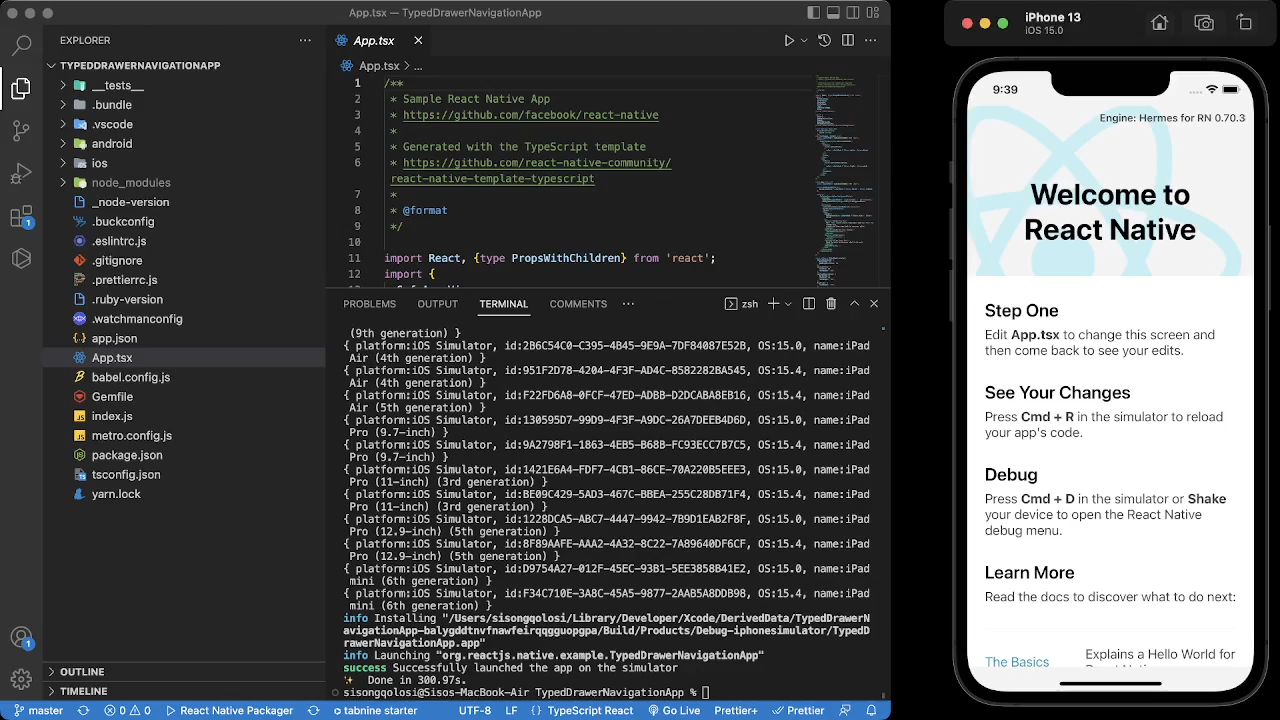 App.tsx — TypedDrawerNavigationApp
EXPLORER
TYPEDDRAWERNAVIGATIONAPP
__tests__
.bundle
.vscode
android
ios
node_modules
_node-version
.buckconfig
.eslintrc.js
.gitignore
.prettierrc.js
.ruby-version
.watchmanconfig
app.json
App.tsx
babel.config.js
Gemfile
index.js
metro.config.js
package.json
tsconfig.json
yarn.lock
OUTLINE
TIMELINE
1
1
App.tsx
App.tsx > ...
1 /**
2 * Sample React Native App
3 * https://github.com/facebook/react-native
4 *
5 * Generated with the TypeScript template
6 * https://github.com/react-native-community/
react-native-template-typescript
7 *
8 * @format
9 */
10
11 import React, {type PropsWithChildren} from 'react';
12 import {
PROBLEMS OUTPUT TERMINAL COMMENTS ... zsh
(9th generation) }
{ platform:iOS Simulator, id:2B6C54C0-C395-4B45-9E9A-7DF84087E52B, OS:15.0, name:iPad
Air (4th generation) }
{ platform:iOS Simulator, id:951F2D78-4204-4F3F-AD4C-8582282BA545, OS:15.4, name:iPad
Air (4th generation) }
{ platform:iOS Simulator, id:F22FD6A8-0FCF-47ED-ADBB-D2DCABA8EB16, OS:15.4, name:iPad
Air (5th generation) }
{ platform:iOS Simulator, id:130595D7-99D9-4F3F-A9DC-26A7DEEB4D6D, OS:15.0, name:iPad
Pro (9.7-inch) }
{ platform:iOS Simulator, id:9A2798F1-1863-4EB5-B68B-FC93ECC7B7C5, OS:15.4, name:iPad
Pro (9.7-inch) }
{ platform:iOS Simulator, id:1421E6A4-FDF7-4CB1-86CE-70A220B5EEE3, OS:15.0, name:iPad
Pro (11-inch) (3rd generation) }
{ platform:iOS Simulator, id:BE09C429-5AD3-467C-BBEA-255C28DB71F4, OS:15.4, name:iPad
Pro (11-inch) (3rd generation) }
{ platform:iOS Simulator, id:1228DCA5-ABC7-4447-9942-7B9D1EAB2F8F, OS:15.0, name:iPad
Pro (12.9-inch) (5th generation) }
{ platform:iOS Simulator, id:8F89AAFE-AAA2-4A32-8C22-7A89640DF6CF, OS:15.4, name:iPad
Pro (12.9-inch) (5th generation) }
{ platform:iOS Simulator, id:D9754A27-012F-45EC-93B1-5EE3858B41E2, OS:15.0, name:iPad
mini (6th generation) }
{ platform:iOS Simulator, id:F34C710E-3A8C-45A5-9877-2AAB5A8DDB98, OS:15.4, name:iPad
mini (6th generation) }
info Installing "/Users/sisongqolosi/Library/Developer/Xcode/DerivedData/TypedDrawerN
avigationApp-balygddtnvfnawfeirqqgguopgpa/Build/Products/Debug-iphonesimulator/TypedD
rawerNavigationApp.app"
info Launching "org.reactjs.native.example.TypedDrawerNavigationApp"
success Successfully launched the app on the simulator
Done in 308.97s.
TypedDrawerNavigationApp %
master 0 0 React Native Packager tabnine starter UTF-8 LF { } TypeScript React Go Live Prettier+ Prettier
iPhone 13
iOS 15.0
9:39
Engine: Hermes for RN 0.70.3
Welcome to
React Native
Step One
Edit App.tsx to change this screen and
then come back to see your edits.
See Your Changes
Press Cmd + R in the simulator to reload
your app's code.
Debug
Press Cmd + D in the simulator or Shake
your device to open the React Native
debug menu.
Learn More
Read the docs to discover what to do next:
The Basics
Explains a Hello World for